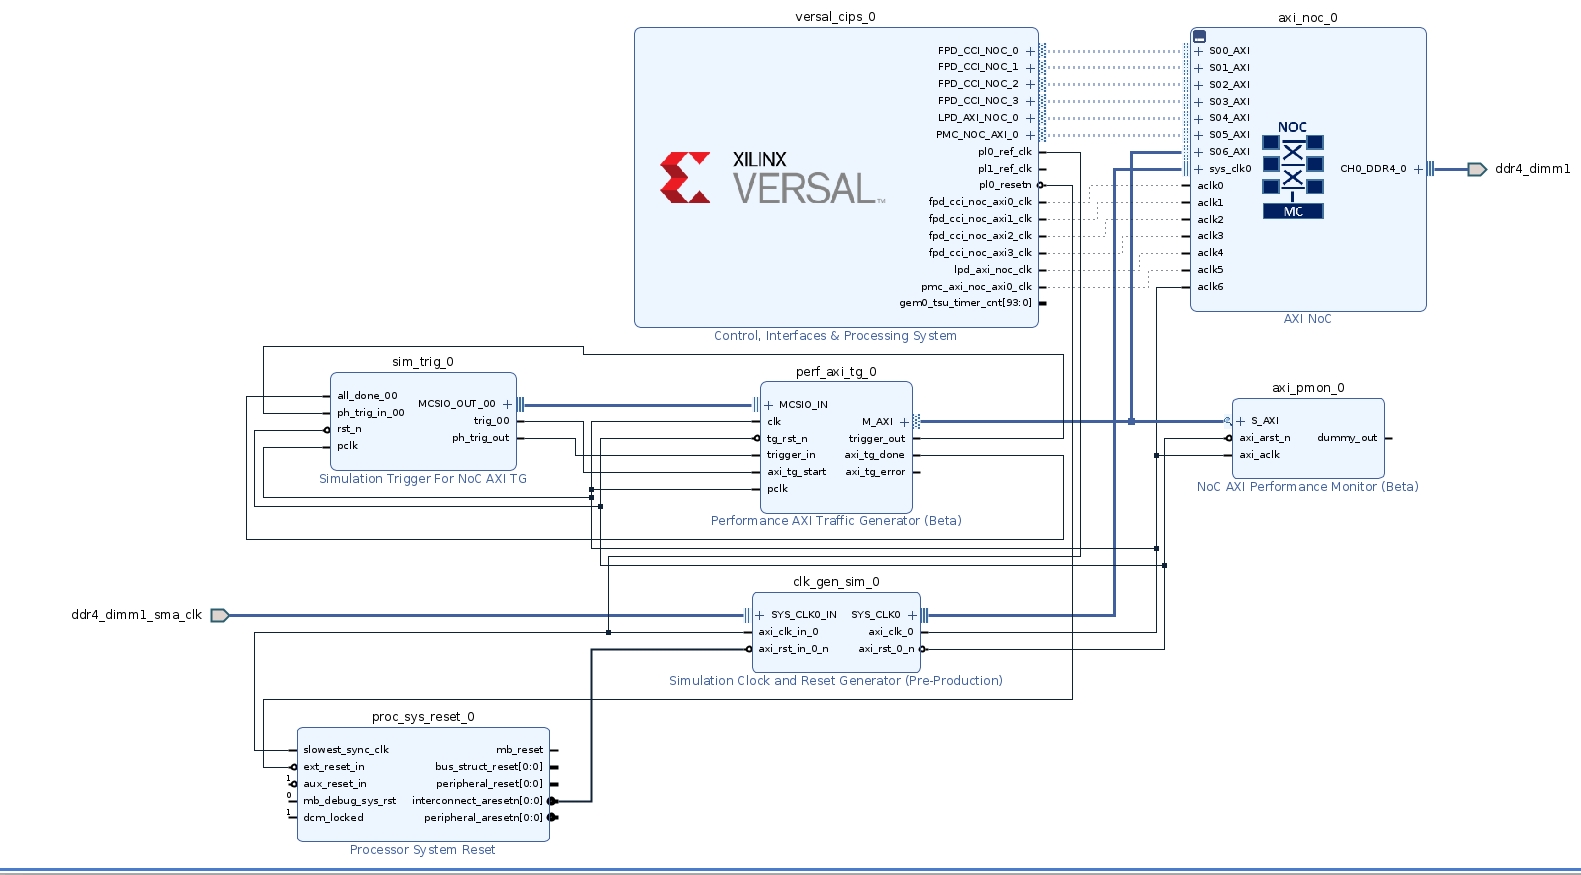 versal_cips_0
FPD_CCI_NOC_0
FPD_CCI_NOC_1
FPD_CCI_NOC_2
FPD_CCI_NOC_3
LPD_AXI_NOC_0
PMC_NOC_AXI_0
pl0_ref_clk
pl1_ref_clk
pl0_resetn
fpd_cci_noc_axi0_clk
fpd_cci_noc_axi1_clk
fpd_cci_noc_axi2_clk
fpd_cci_noc_axi3_clk
lpd_axi_noc_clk
pmc_axi_noc_axi0_clk
gem0_tsu_timer_cnt[93:0]
XILINX
VERSAL™
Control, Interfaces & Processing System
axi_noc_0
S00_AXI
S01_AXI
S02_AXI
S03_AXI
S04_AXI
S05_AXI
S06_AXI
sys_clk0
aclk0
aclk1
aclk2
aclk3
aclk4
aclk5
aclk6
NOC
MC
CH0_DDR4_0
AXI NoC
ddr4_dimm1
sim_trig_0
all_done_00
ph_trig_in_00
rst_n
pclk
MCSIO_OUT_00
trig_00
ph_trig_out
Simulation Trigger For NoC AXI TG
perf_axi_tg_0
MCSIO_IN
clk
tg_rst_n
trigger_in
axi_tg_start
pclk
M_AXI
trigger_out
axi_tg_done
axi_tg_error
Performance AXI Traffic Generator (Beta)
axi_pmon_0
S_AXI
axi_arst_n
axi_aclk
dummy_out
NoC AXI Performance Monitor (Beta)
ddr4_dimm1_sma_clk
clk_gen_sim_0
SYS_CLK0_IN
axi_clk_in_0
axi_rst_in_0_n
SYS_CLK0
axi_clk_0
axi_rst_0_n
Simulation Clock and Reset Generator (Pre-Production)
proc_sys_reset_0
slowest_sync_clk
ext_reset_in
1
aux_reset_in
0
mb_debug_sys_rst
1
dcm_locked
mb_reset
bus_struct_reset[0:0]
peripheral_reset[0:0]
interconnect_aresetn[0:0]
peripheral_aresetn[0:0]
Processor System Reset